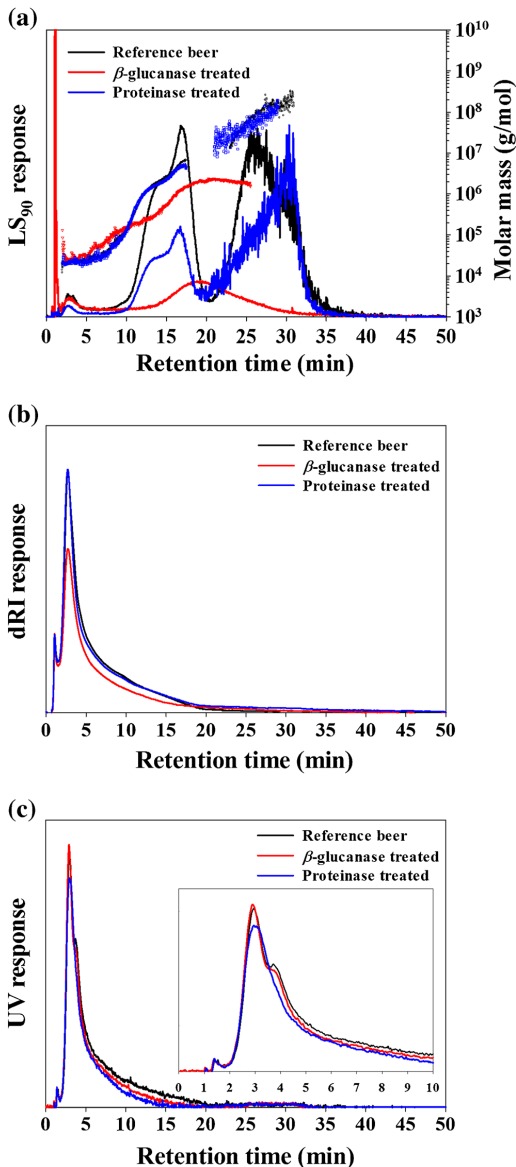 (a)
Reference beer
β-glucanase treated
Proteinase treated
LS90 response
Molar mass (g/mol)
10^10
10^9
10^8
10^7
10^6
10^5
10^4
10^3
0 5 10 15 20 25 30 35 40 45 50
Retention time (min)
(b)
Reference beer
β-glucanase treated
Proteinase treated
dRI response
0 5 10 15 20 25 30 35 40 45 50
Retention time (min)
(c)
Reference beer
β-glucanase treated
Proteinase treated
UV response
0 1 2 3 4 5 6 7 8 9 10
0 5 10 15 20 25 30 35 40 45 50
Retention time (min)